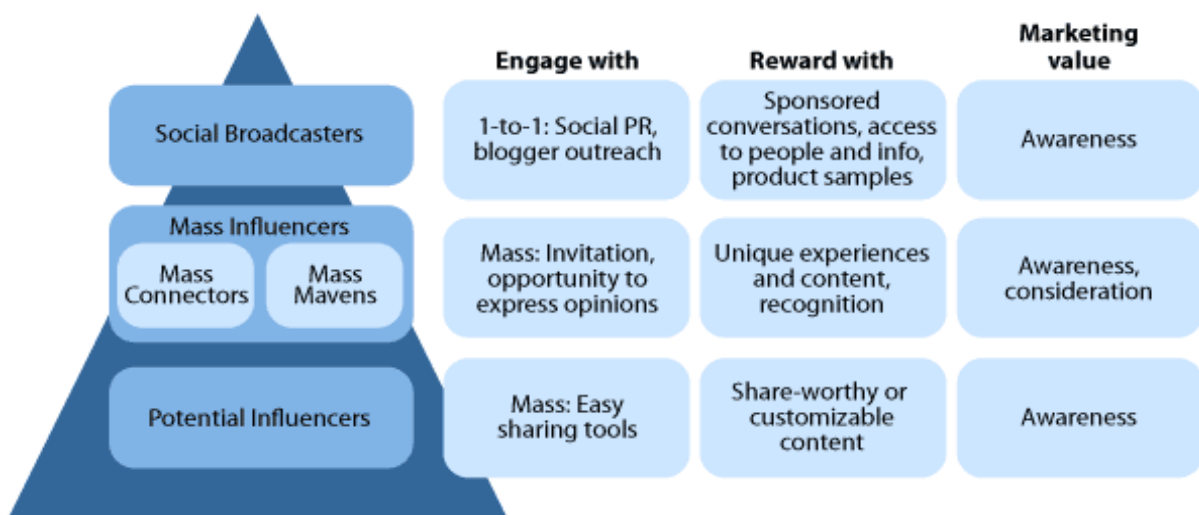 Engage with
Reward with
Marketing
value
Social Broadcasters
1-to-1: Social PR,
blogger outreach
Sponsored
conversations, access
to people and info,
product samples
Awareness
Mass Influencers
Mass
Connectors
Mass
Mavens
Mass: Invitation,
opportunity to
express opinions
Unique experiences
and content,
recognition
Awareness,
consideration
Potential Influencers
Mass: Easy
sharing tools
Share-worthy or
customizable
content
Awareness